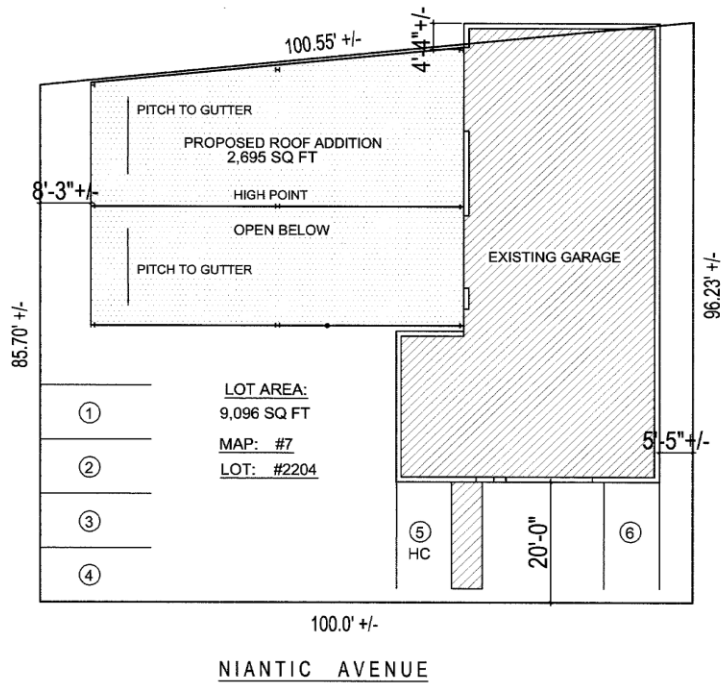 100.55' +/-
4'-4"+/-
PITCH TO GUTTER
PROPOSED ROOF ADDITION
2,695 SQ FT
8'-3"+/-
HIGH POINT
OPEN BELOW
EXISTING GARAGE
PITCH TO GUTTER
96.23' +/-
85.70' +/-
LOT AREA:
9,096 SQ FT
MAP: #7
LOT: #2204
5'-5"+/-
1
2
3
4
5
HC
20'-0"
6
100.0' +/-
NIANTIC AVENUE